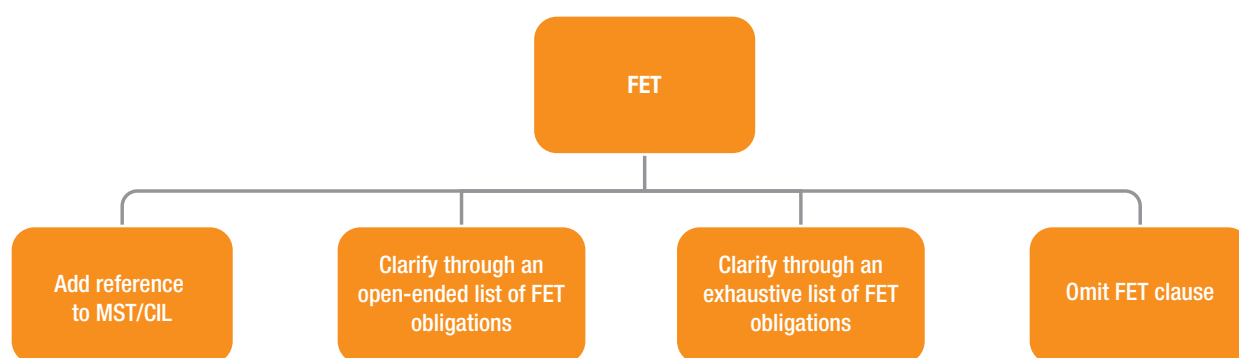 FET
Add reference
to MST/CIL
Clarify through an
open-ended list of FET
obligations
Clarify through an
exhaustive list of FET
obligations
Omit FET clause